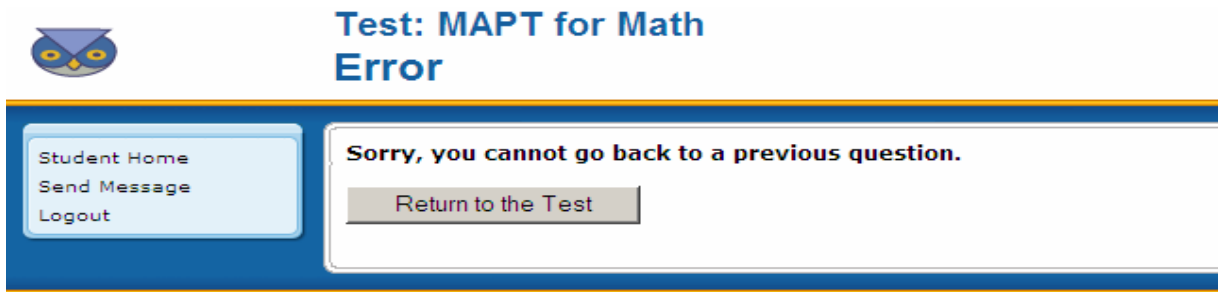 Test: MAPT for Math
Error
Student Home
Send Message
Logout
Sorry, you cannot go back to a previous question.
Return to the Test